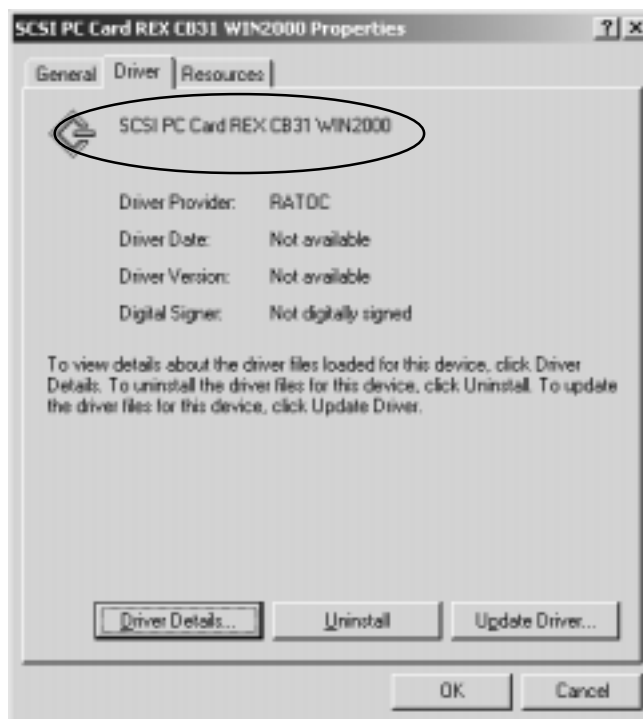 SCSI PC Card REX CB31 WIN2000 Properties
General Driver Resources
SCSI PC Card REX CB31 WIN2000
Driver Provider: RATOC
Driver Date: Not available
Driver Version: Not available
Digital Signer: Not digitally signed
To view details about the driver files loaded for this device, click Driver
Details. To uninstall the driver files for this device, click Uninstall. To update
the driver files for this device, click Update Driver.
Driver Details... Uninstall Update Driver...
OK Cancel